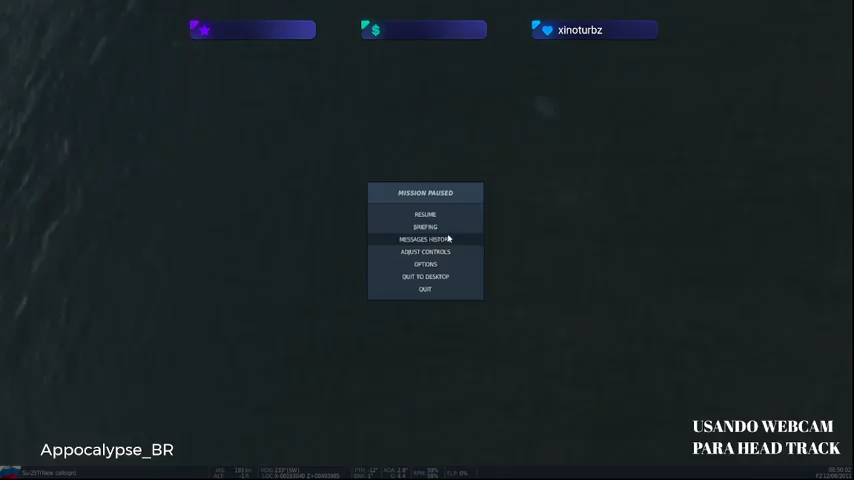 xinoturbz
MISSION PAUSED
RESUME
BRIEFING
MESSAGES HISTORY
ADJUST CONTROLS
OPTIONS
QUIT TO DESKTOP
QUIT
USANDO WEBCAM
PARA HEAD TRACK
Appocalypse_BR